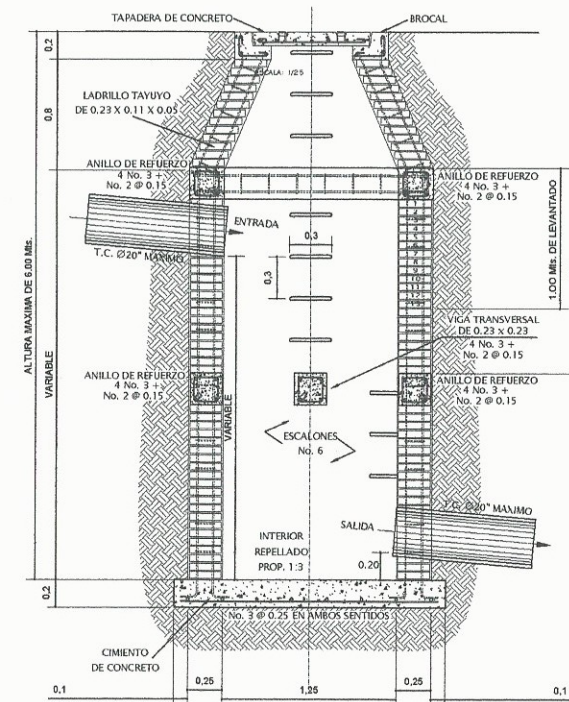 TAPADERA DE CONCRETO
BROCAL
0.2
ESCALA: 1/25
LADRILLO TAYUYO
DE 0.23 X 0.11 X 0.05
0.8
ANILLO DE REFUERZO
4 No. 3 +
No. 2 @ 0.15
ANILLO DE REFUERZO
4 No. 3 +
No. 2 @ 0.15
ENTRADA
T.C. Ø20" MAXIMO
0.3
0.3
1.00 Mts. DE LEVANTADO
ALTURA MAXIMA DE 6.00 Mts.
VARIABLE
VIGA TRANSVERSAL
DE 0.23 x 0.23
4 No. 3 +
No. 2 @ 0.15
ANILLO DE REFUERZO
4 No. 3 +
No. 2 @ 0.15
ANILLO DE REFUERZO
4 No. 3 +
No. 2 @ 0.15
VARIABLE
ESCALONES
No. 6
T.C. Ø20" MAXIMO
SALIDA
INTERIOR
REPELLADO
PROP. 1:3
0.20
0.2
No. 3 @ 0.25 EN AMBOS SENTIDOS
CIMIENTO
DE CONCRETO
0.1
0,25
1,25
0,25
0.1